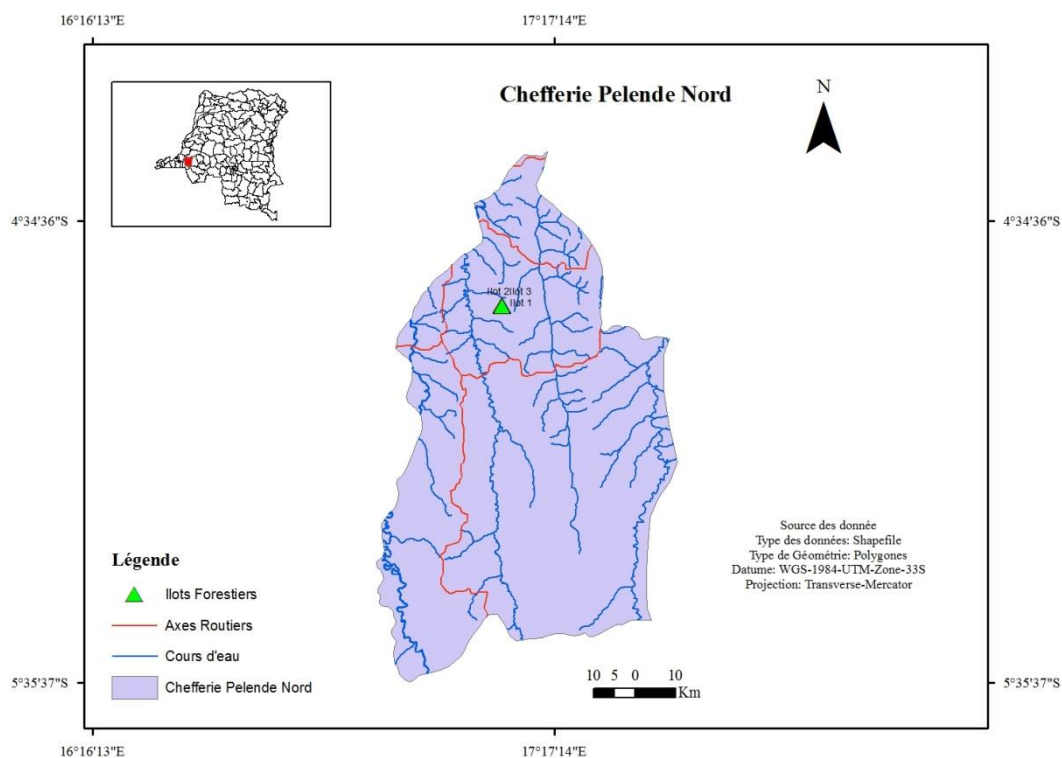 16°16'13"E
17°17'14"E
Chefferie Pelende Nord
N
4°34'36"S
4°34'36"S
Ilot 2Ilot 3
Ilot 1
Source des donnée
Type des données: Shapefile
Type de Géométrie: Polygones
Datume: WGS-1984-UTM-Zone-33S
Projection: Transverse-Mercator
Légende
Ilots Forestiers
Axes Routiers
Cours d'eau
Chefferie Pelende Nord
10 5 0 10
Km
5°35'37"S
5°35'37"S
16°16'13"E
17°17'14"E